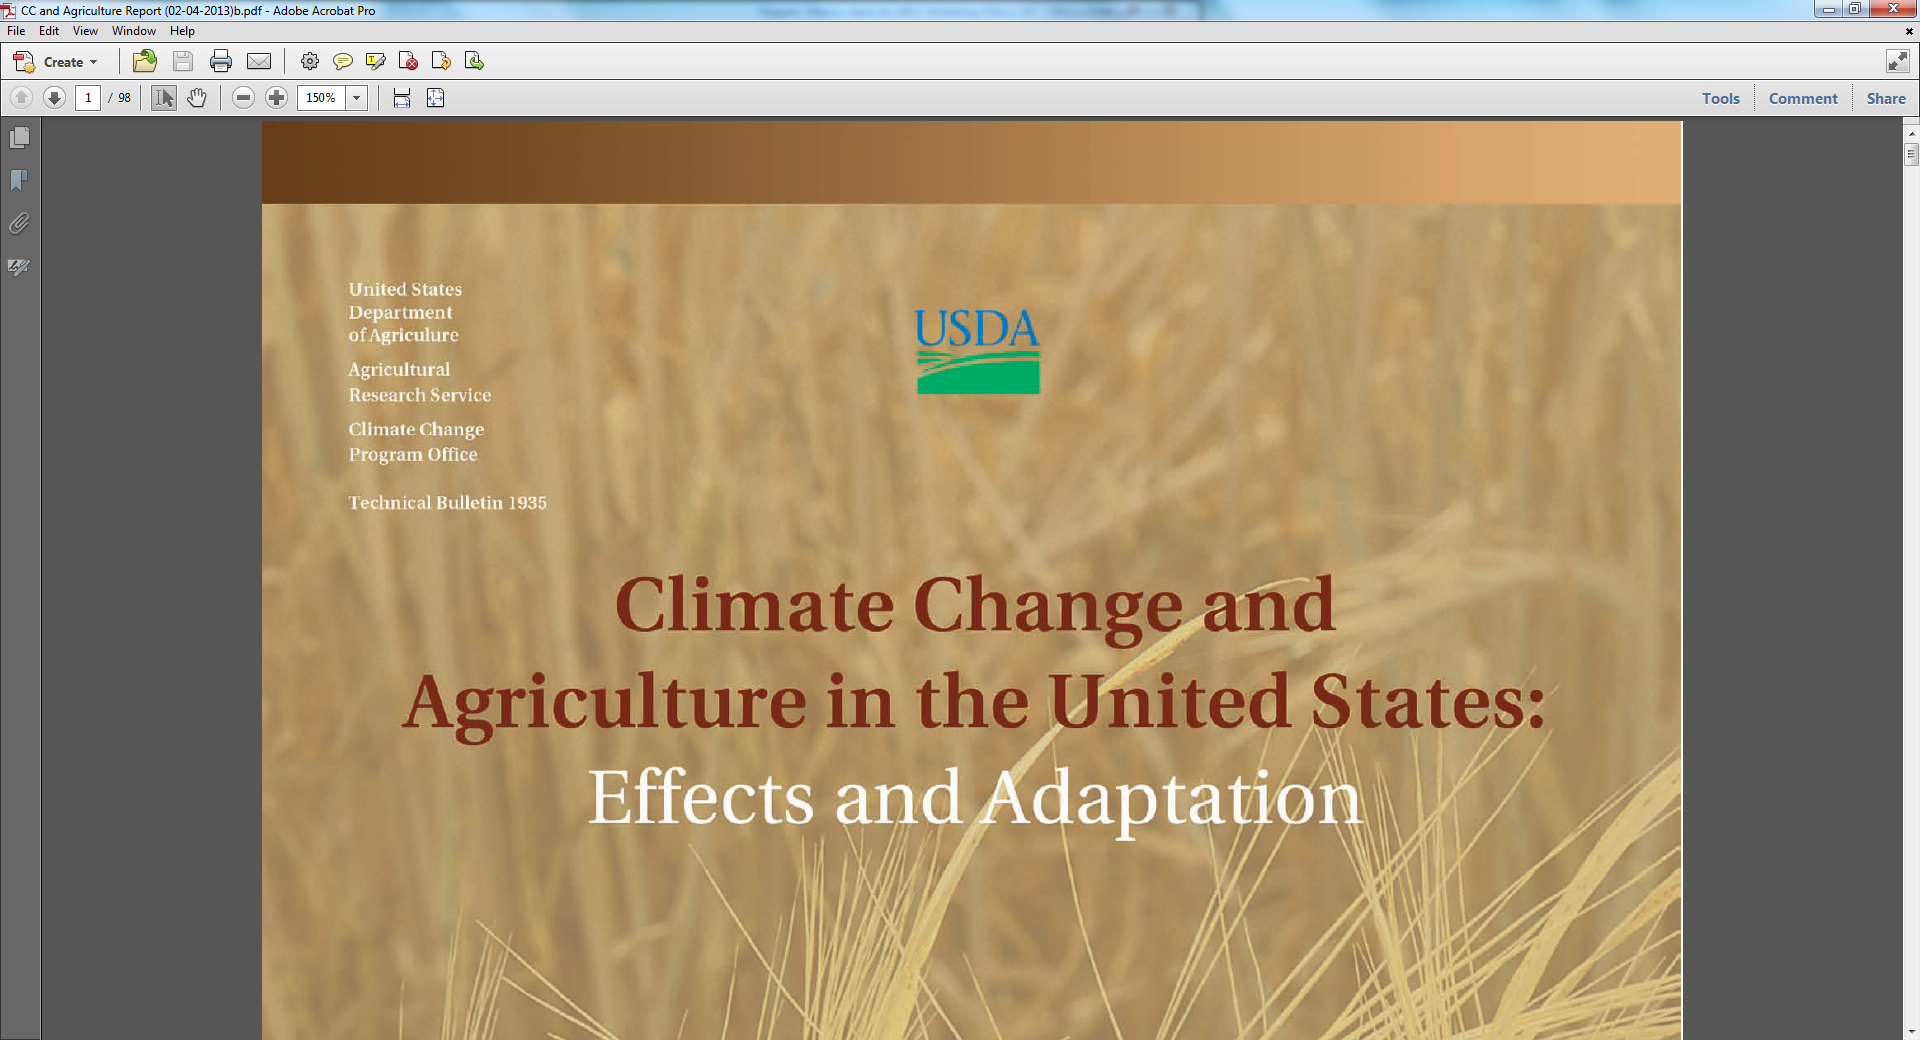 CC and Agriculture Report (02-04-2013)b.pdf - Adobe Acrobat Pro
File Edit View Window Help
Create
1 / 98 150% Tools Comment Share
United States
Department
of Agriculure
Agricultural
Research Service
Climate Change
Program Office
Technical Bulletin 1935
USDA
Climate Change and
Agriculture in the United States:
Effects and Adaptation